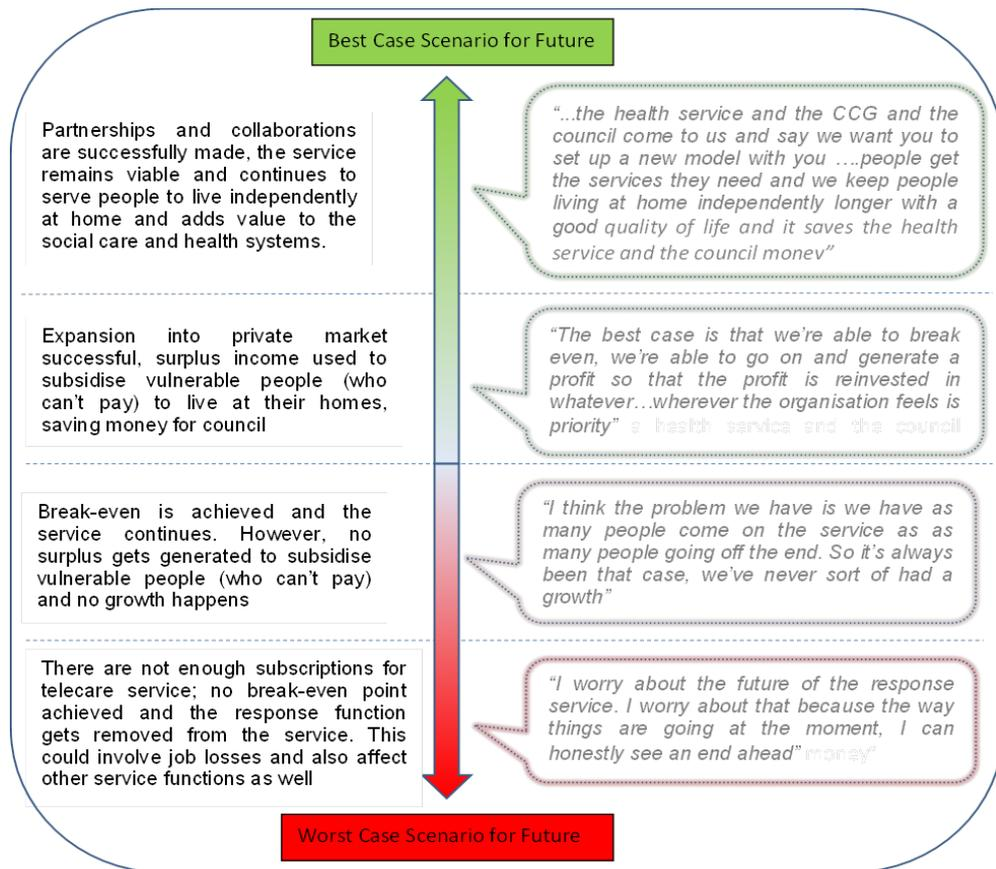 Best Case Scenario for Future
Partnerships and collaborations
are successfully made, the service
remains viable and continues to
serve people to live independently
at home and adds value to the
social care and health systems.
“...the health service and the CCG and the
council come to us and say we want you to
set up a new model with you ….people get
the services they need and we keep people
living at home independently longer with a
good quality of life and it saves the health
service and the council money”
Expansion into private market
successful, surplus income used to
subsidise vulnerable people (who
can’t pay) to live at their homes,
saving money for council
“The best case is that we’re able to break
even, we’re able to go on and generate a
profit so that the profit is reinvested in
whatever…wherever the organisation feels is
priority” a health service and the council
Break-even is achieved and the
service continues. However, no
surplus gets generated to subsidise
vulnerable people (who can’t pay)
and no growth happens
“I think the problem we have is we have as
many people come on the service as as
many people going off the end. So it’s always
been that case, we’ve never sort of had a
growth”
There are not enough subscriptions for
telecare service; no break-even point
achieved and the response function
gets removed from the service. This
could involve job losses and also affect
other service functions as well
“I worry about the future of the response
service. I worry about that because the way
things are going at the moment, I can
honestly see an end ahead” money”
Worst Case Scenario for Future